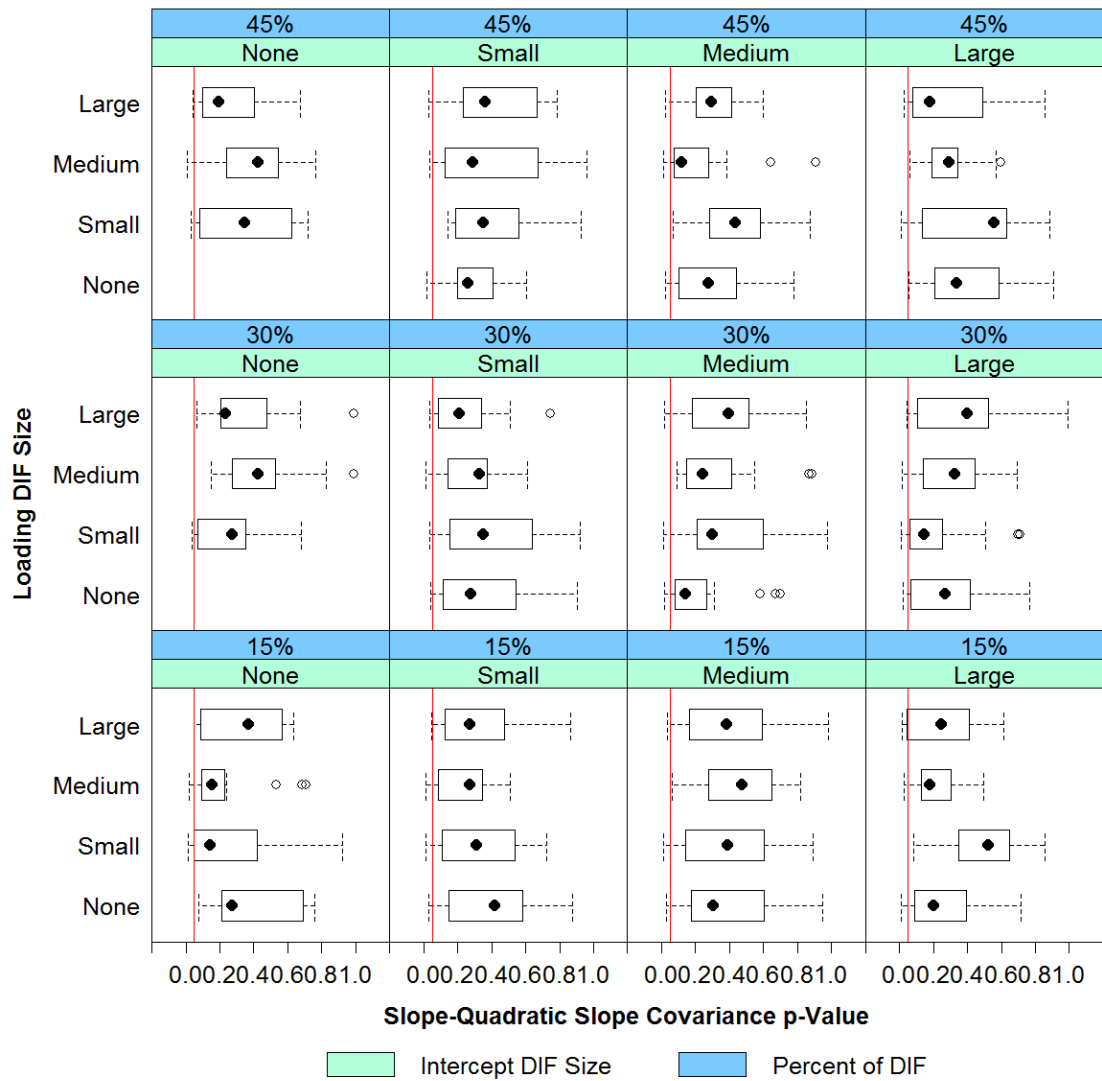 45% 45% 45% 45%
None Small Medium Large
Large
Medium
Small
None
30% 30% 30% 30%
None Small Medium Large
Large
Medium
Small
None
15% 15% 15% 15%
None Small Medium Large
Large
Medium
Small
None
Loading DIF Size
0.00.20.40.60.81.0 0.00.20.40.60.81.0 0.00.20.40.60.81.0 0.00.20.40.60.81.0
Slope-Quadratic Slope Covariance p-Value
Intercept DIF Size Percent of DIF